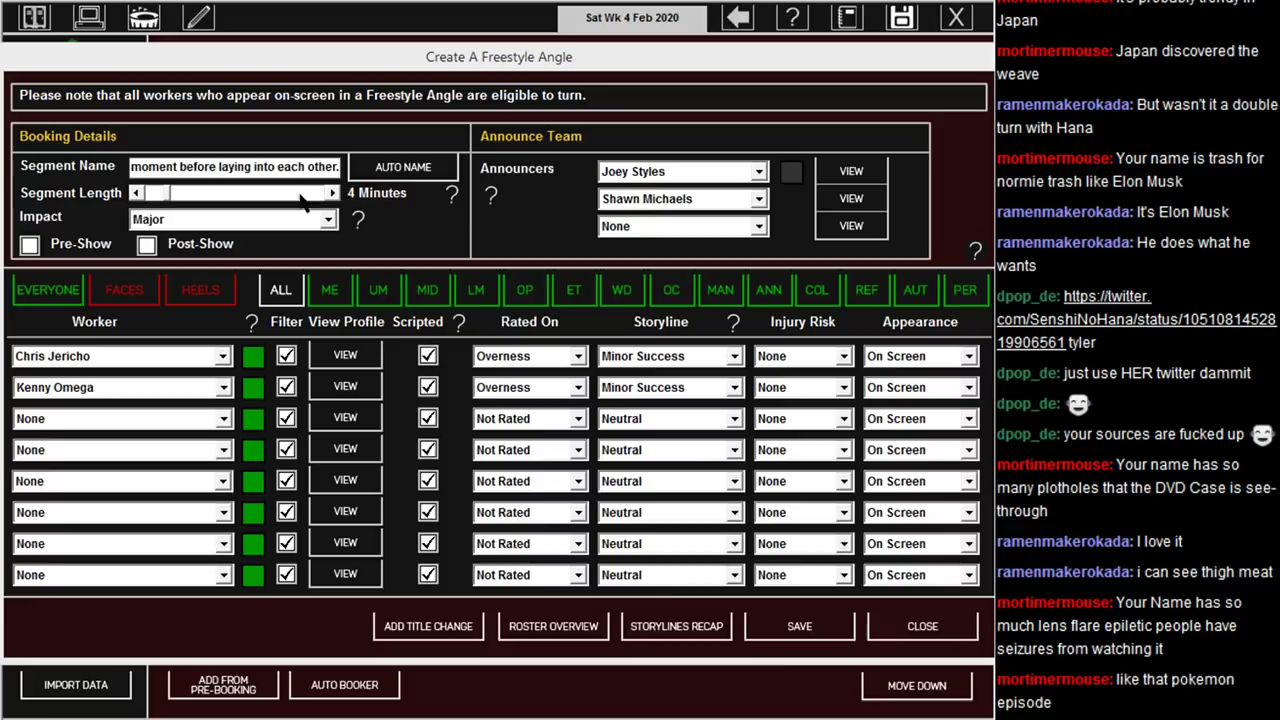 Sat Wk 4 Feb 2020
Create A Freestyle Angle
Please note that all workers who appear on-screen in a Freestyle Angle are eligible to turn.
Booking Details
Announce Team
Segment Name moment before laying into each other. AUTO NAME
Announcers Joey Styles VIEW
Segment Length 4 Minutes ?
? Shawn Michaels VIEW
Impact Major ?
None VIEW
Pre-Show Post-Show ?
EVERYONE FACES HEELS ALL ME UM MID LM OP ET WD OC MAN ANN COL REF AUT PER
Worker ? Filter View Profile Scripted ? Rated On Storyline ? Injury Risk Appearance
Chris Jericho VIEW Overness Minor Success None On Screen
Kenny Omega VIEW Overness Minor Success None On Screen
None VIEW Not Rated Neutral None On Screen
None VIEW Not Rated Neutral None On Screen
None VIEW Not Rated Neutral None On Screen
None VIEW Not Rated Neutral None On Screen
None VIEW Not Rated Neutral None On Screen
None VIEW Not Rated Neutral None On Screen
ADD TITLE CHANGE ROSTER OVERVIEW STORYLINES RECAP SAVE CLOSE
IMPORT DATA
ADD FROM
PRE-BOOKING
AUTO BOOKER
MOVE DOWN
Japan
mortimermouse: Japan discovered the
weave
ramenmakerokada: But wasn't it a double
turn with Hana
mortimermouse: Your name is trash for
normie trash like Elon Musk
ramenmakerokada: It's Elon Musk
ramenmakerokada: He does what he
wants
dpop_de: https://twitter.
com/SenshiNoHana/status/10510814528
19906561 tyler
dpop_de: just use HER twitter dammit
dpop_de:
dpop_de: your sources are fucked up
mortimermouse: Your name has so
many plotholes that the DVD Case is see-
through
ramenmakerokada: I love it
ramenmakerokada: i can see thigh meat
mortimermouse: Your Name has so
much lens flare epiletic people have
seizures from watching it
mortimermouse: like that pokemon
episode